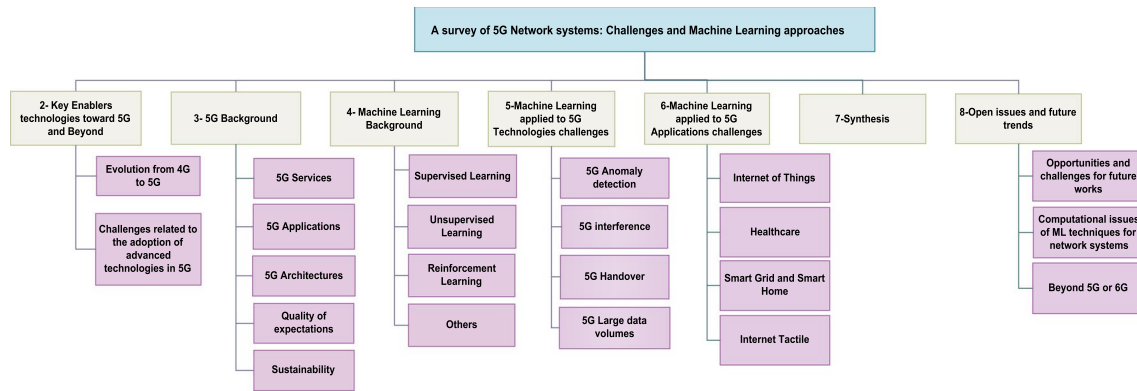 A survey of 5G Network systems: Challenges and Machine Learning approaches
2- Key Enablers
technologies toward 5G
and Beyond
Evolution from 4G
to 5G
Challenges related to
the adoption of
advanced
technologies in 5G
3- 5G Background
5G Services
5G Applications
5G Architectures
Quality of
expectations
Sustainability
4- Machine Learning
Background
Supervised Learning
Unsupervised
Learning
Reinforcement
Learning
Others
5-Machine Learning
applied to 5G
Technologies challenges
5G Anomaly
detection
5G interference
5G Handover
5G Large data
volumes
6-Machine Learning
applied to 5G
Applications challenges
Internet of Things
Healthcare
Smart Grid and Smart
Home
Internet Tactile
7-Synthesis
8-Open issues and future
trends
Opportunities and
challenges for future
works
Computational issues
of ML techniques for
network systems
Beyond 5G or 6G